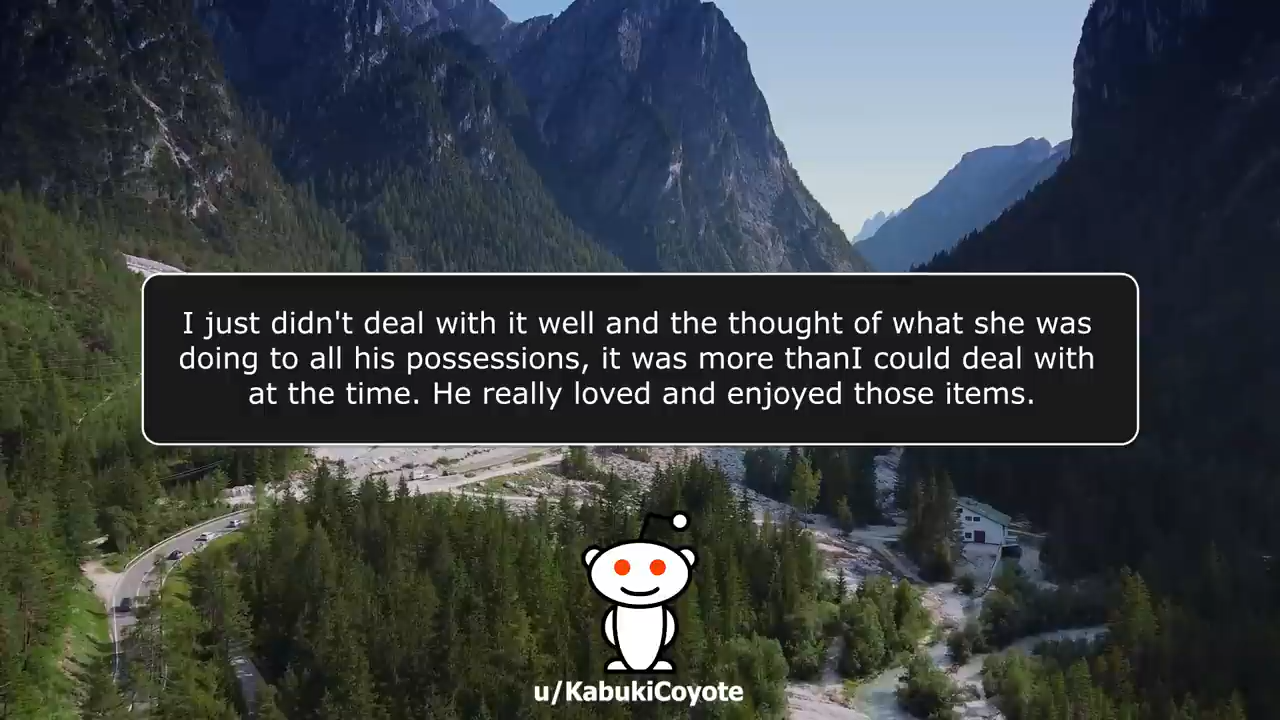 I just didn't deal with it well and the thought of what she was
doing to all his possessions, it was more thanI could deal with
at the time. He really loved and enjoyed those items.
u/KabukiCoyote